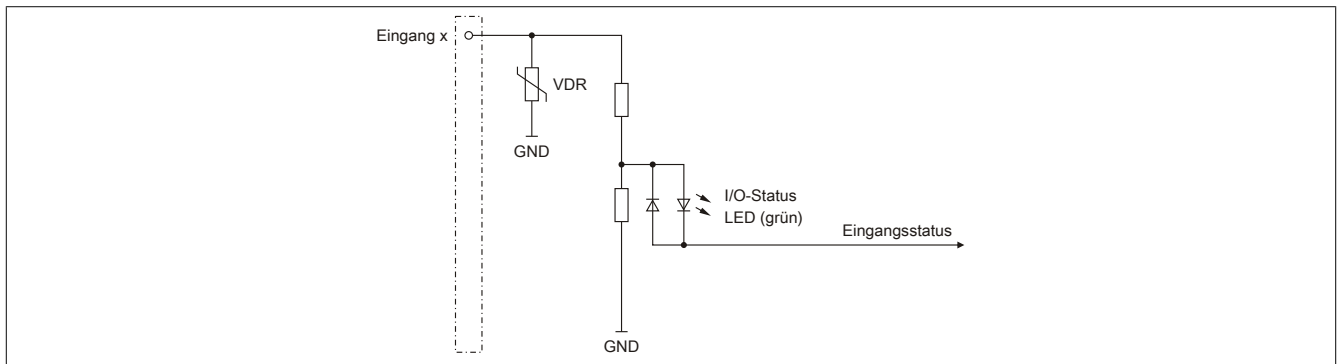 Eingang x
VDR
GND
I/O-Status
LED (grün)
Eingangsstatus
GND